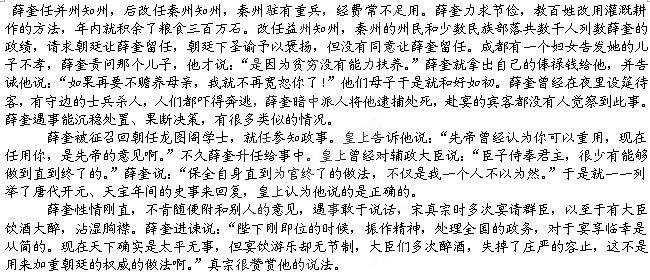 薛奎任并州知州，后改任秦州知州，秦州驻有重兵，经费常不足用。薛奎力求节俭，教百姓改用灌溉耕
作的方法，年内就积余了粮食三百万石。改任益州知州，秦州的州民和少数民族部落共数千人列数薛奎的
政绩，请求朝廷让薛奎留任，朝廷下圣谕予以褒扬，但没有同意让薛奎留任。成都有一个妇女告发她的儿
子不孝，薛奎责问那个儿子，他才说：“是因为贫穷没有能力扶养。”薛奎就拿出自己的俸禄钱给他，并告
诫他说：“如果再要不赡养母亲，我就不再宽恕你了！”他们母子于是就和好如初。薛奎曾经在夜里设筵待
客，有守边的士兵杀人，人们都吓得奔逃，薛奎暗中派人将他逮捕处死，赴宴的宾客都没有人觉察到此事。
薛奎遇事能沉稳处置、果断决策，有很多类似的情况。
薛奎被征召回朝任龙图阁学士，就任参知政事。皇上告诉他说：“先帝曾经认为你可以重用，现在
任用你，是先帝的意见啊。”不久薛奎升任给事中。皇上曾经对辅政大臣说：“臣子侍奉君主，很少有能够
做到直到终了的。”薛奎说：“保全自身直到为官终了的做法，不仅是我一个人不以为然。”于是就一一列
举了唐代开元、天宝年间的史事来回复，皇上认为他说的是正确的。
薛奎性情刚直，不肯随便附和别人的意见，遇事敢于说话，宋真宗时多次宴请群臣，以至于有大臣
饮酒大醉，沾湿胸襟。薛奎进谏说：“陛下刚即位的时候，振作精神，处理全国的政务，对于宴享临幸是
从简的。现在天下确实是太平无事，但宴饮游乐却无节制，大臣们多次醉酒，失掉了庄严的容止，这不是
用来加重朝廷的权威的做法啊。”真宗很赞赏他的说法。